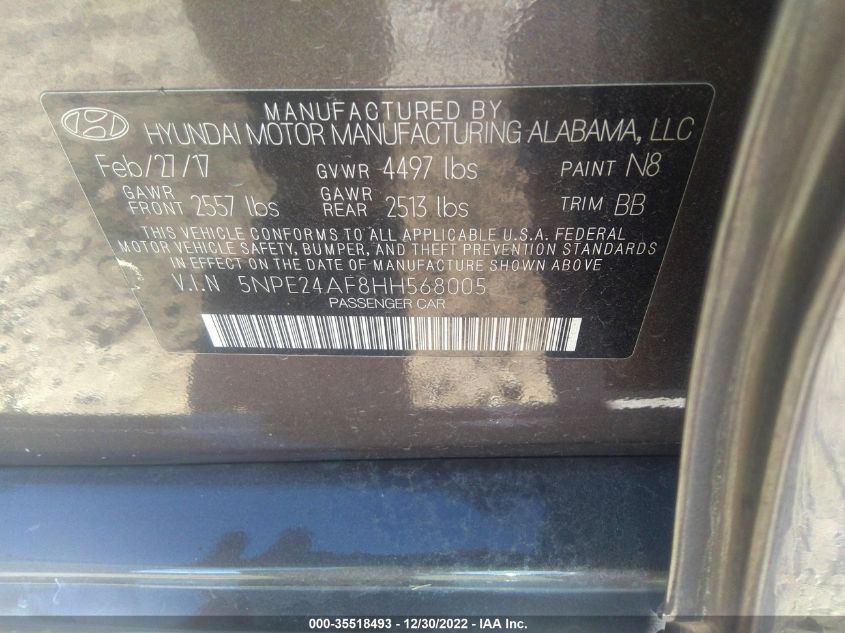 MANUFACTURED BY
HYUNDAI MOTOR MANUFACTURING ALABAMA, LLC
Feb/27/17 GVWR 4497 lbs PAINT N8
GAWR FRONT 2557 lbs GAWR REAR 2513 lbs TRIM BB
THIS VEHICLE CONFORMS TO ALL APPLICABLE U.S.A. FEDERAL
MOTOR VEHICLE SAFETY, BUMPER, AND THEFT PREVENTION STANDARDS
IN EFFECT ON THE DATE OF MANUFACTURE SHOWN ABOVE
V.I.N 5NPE24AF8HH568005
PASSENGER CAR
000-35518493 - 12/30/2022 - IAA Inc.